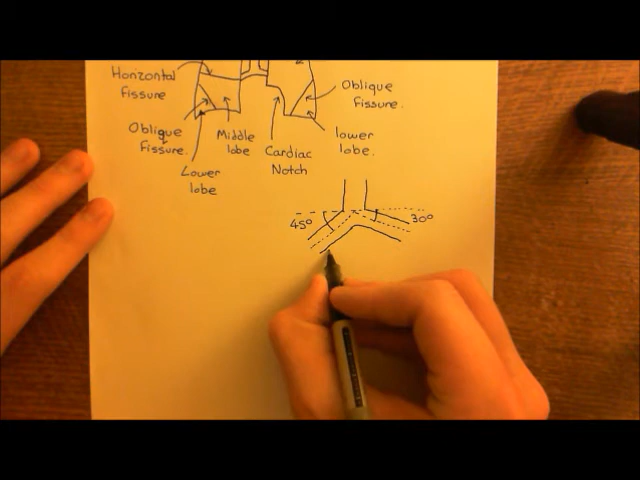 Horizontal
fissure
Oblique
Fissure.
Lower
lobe
Middle
lobe
Cardiac
Notch
Oblique
Fissure.
lower
lobe.
45°
30°